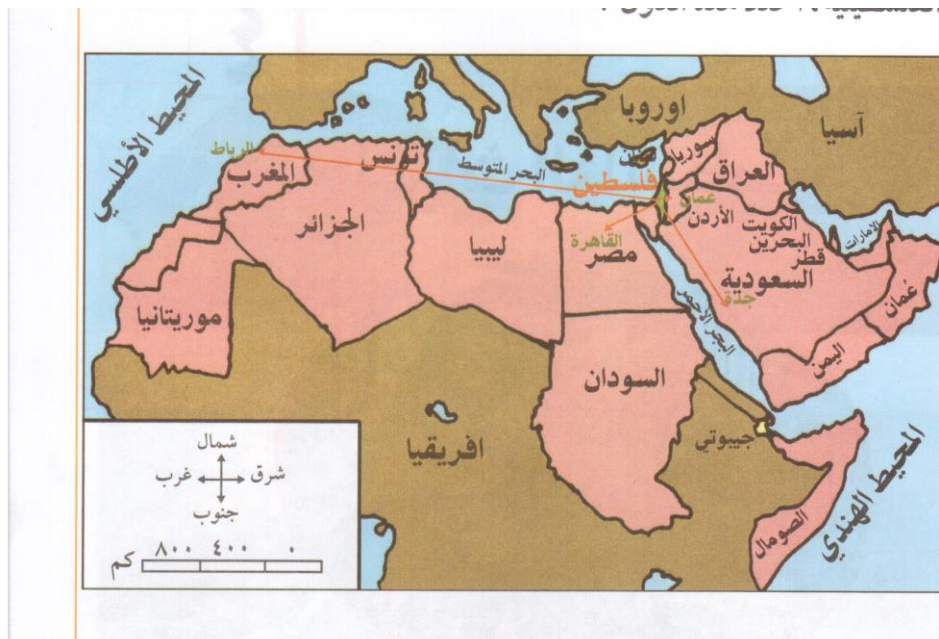 المحيط الأطلسي
اوروبا
آسيا
سوريا
العراق
تونس
الرباط
المغرب
البحر المتوسط
فلسطين
عمان
الأردن
الكويت
البحرين
قطر
الامارات
الجزائر
ليبيا
القاهرة
مصر
السعودية
جدة
عُمان
موريتانيا
البحر الاحمر
اليمن
السودان
جيبوتي
افريقيا
الصومال
المحيط الهندي
شمال
غرب
شرق
جنوب
٨٠٠ ٤٠٠ ٠
كم